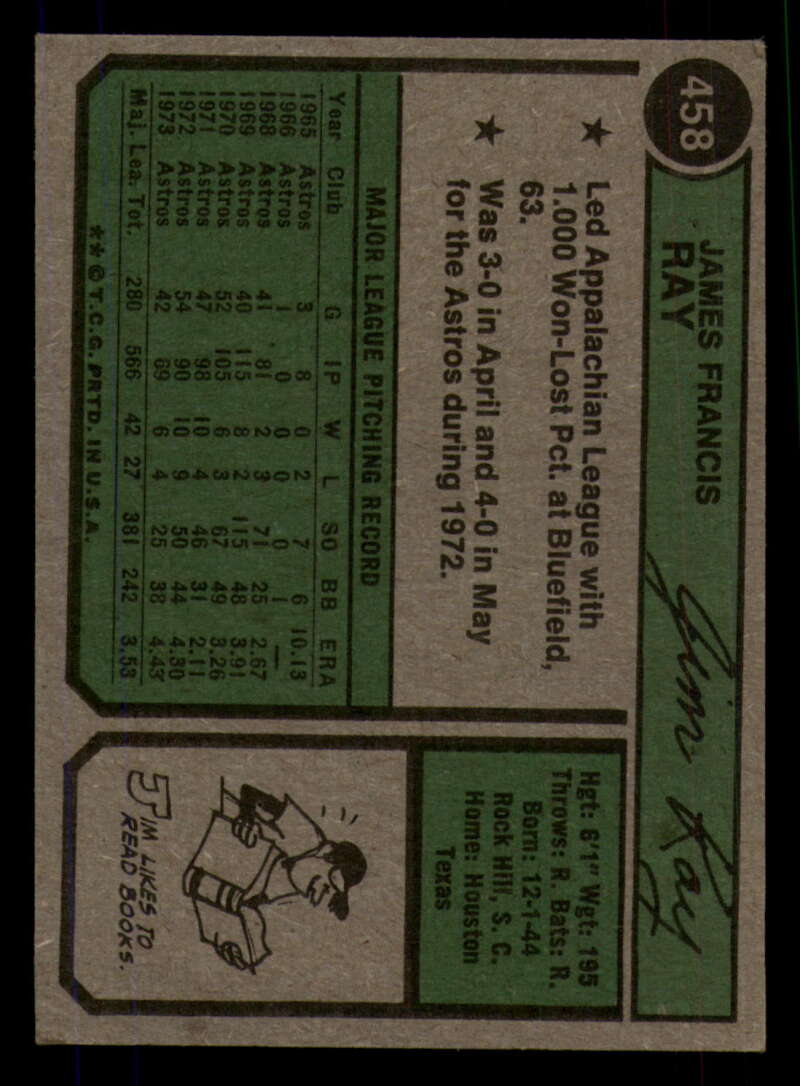 458
JAMES FRANCIS
RAY
Jim Ray
★ Led Appalachian League with
1.000 Won-Lost Pct. at Bluefield,
63.
★ Was 3-0 in April and 4-0 in May
for the Astros during 1972.
MAJOR LEAGUE PITCHING RECORD
Year Club G IP W L SO BB ERA
1965 Astros 3 8 0 2 7 6 10.13
1966 Astros 1 0 0 0 0 1 —
1968 Astros 41 81 2 3 71 25 2.67
1969 Astros 40 115 8 2 115 48 3.91
1970 Astros 52 105 6 3 67 49 3.26
1971 Astros 47 98 10 4 46 31 2.11
1972 Astros 54 90 10 9 50 44 4.30
1973 Astros 42 69 6 4 25 38 4.43
Maj. Lea. Tot. 280 566 42 27 381 242 3.53
**© T.C.G. PRTD. IN U.S.A.
Hgt: 6'1" Wgt: 195
Throws: R. Bats: R.
Born: 12-1-44
Rock Hill, S. C.
Home: Houston
Texas
JIM LIKES TO
READ BOOKS.